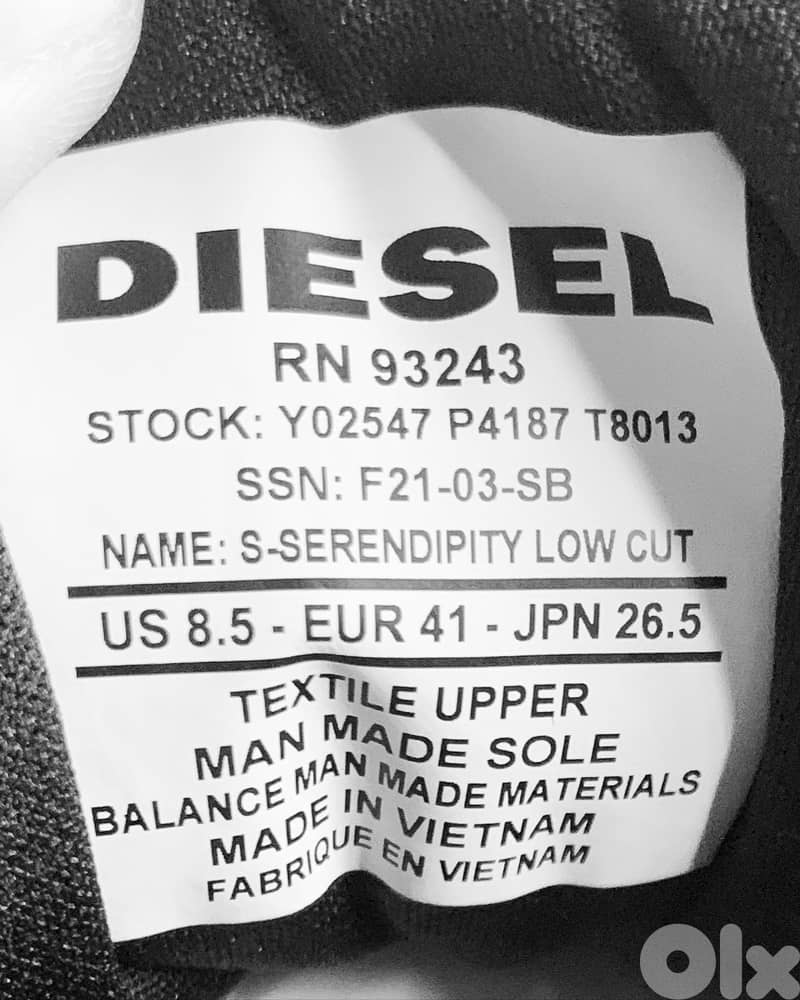 DIESEL
RN 93243
STOCK: Y02547 P4187 T8013
SSN: F21-03-SB
NAME: S-SERENDIPITY LOW CUT
US 8.5 - EUR 41 - JPN 26.5
TEXTILE UPPER
MAN MADE SOLE
BALANCE MAN MADE MATERIALS
MADE IN VIETNAM
FABRIQUE EN VIETNAM
Olx